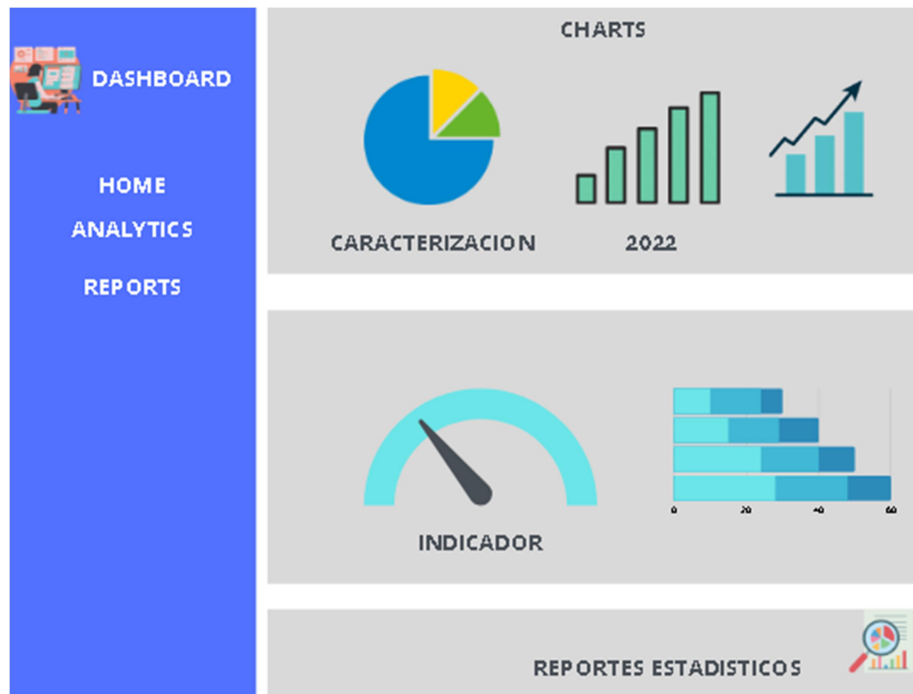 DASHBOARD
HOME
ANALYTICS
REPORTS
CHARTS
CARACTERIZACION
2022
INDICADOR
0 20 40 60
REPORTES ESTADISTICOS